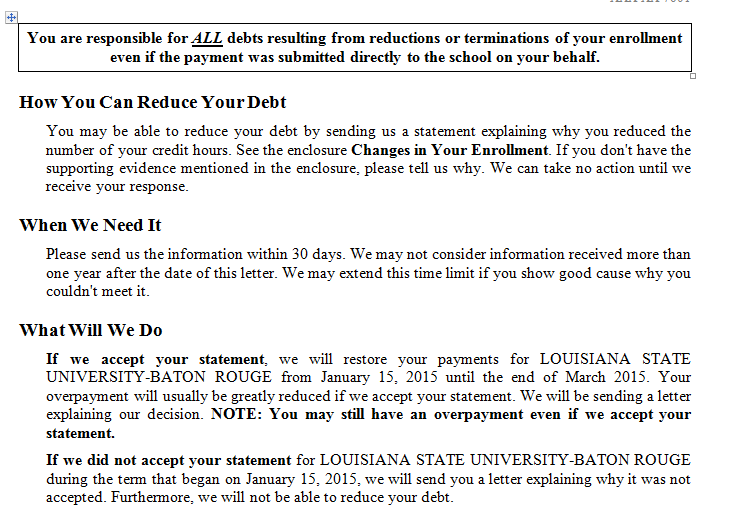 You are responsible for ALL debts resulting from reductions or terminations of your enrollment
even if the payment was submitted directly to the school on your behalf.
How You Can Reduce Your Debt
You may be able to reduce your debt by sending us a statement explaining why you reduced the
number of your credit hours. See the enclosure Changes in Your Enrollment. If you don't have the
supporting evidence mentioned in the enclosure, please tell us why. We can take no action until we
receive your response.
When We Need It
Please send us the information within 30 days. We may not consider information received more than
one year after the date of this letter. We may extend this time limit if you show good cause why you
couldn't meet it.
What Will We Do
If we accept your statement, we will restore your payments for LOUISIANA STATE
UNIVERSITY-BATON ROUGE from January 15, 2015 until the end of March 2015. Your
overpayment will usually be greatly reduced if we accept your statement. We will be sending a letter
explaining our decision. NOTE: You may still have an overpayment even if we accept your
statement.
If we did not accept your statement for LOUISIANA STATE UNIVERSITY-BATON ROUGE
during the term that began on January 15, 2015, we will send you a letter explaining why it was not
accepted. Furthermore, we will not be able to reduce your debt.